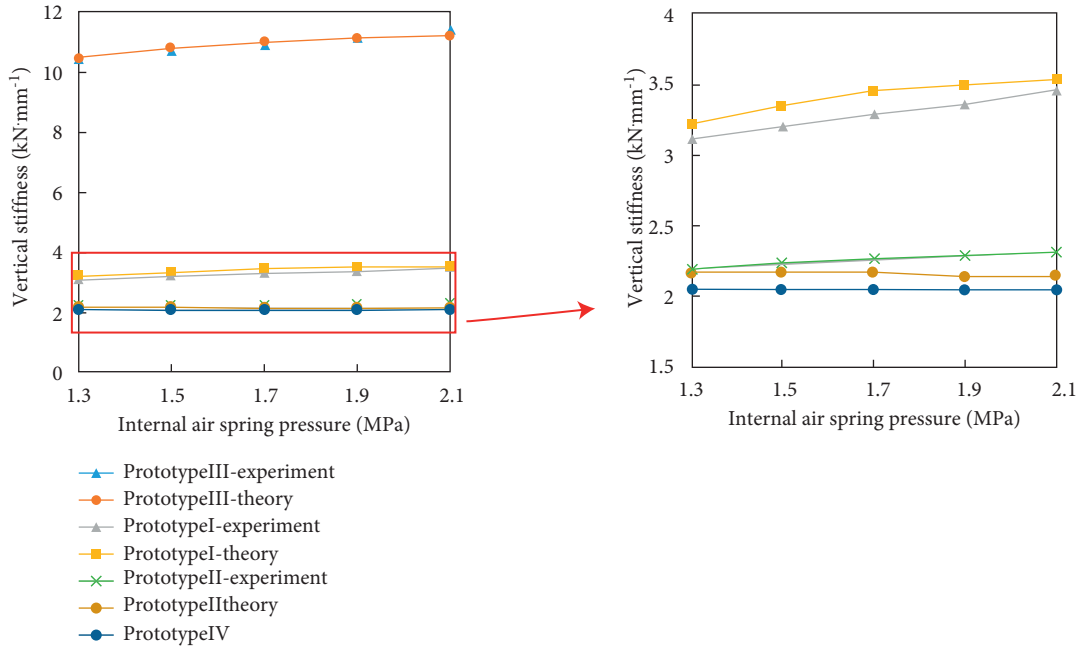 12
10
8
6
4
2
0
Vertical stiffness (kN·mm-1)
1.3 1.5 1.7 1.9 2.1
Internal air spring pressure (MPa)
4
3.5
3
2.5
2
1.5
Vertical stiffness (kN·mm-1)
1.3 1.5 1.7 1.9 2.1
Internal air spring pressure (MPa)
PrototypeIII-experiment
PrototypeIII-theory
PrototypeI-experiment
PrototypeI-theory
PrototypeII-experiment
PrototypeIItheory
PrototypeIV